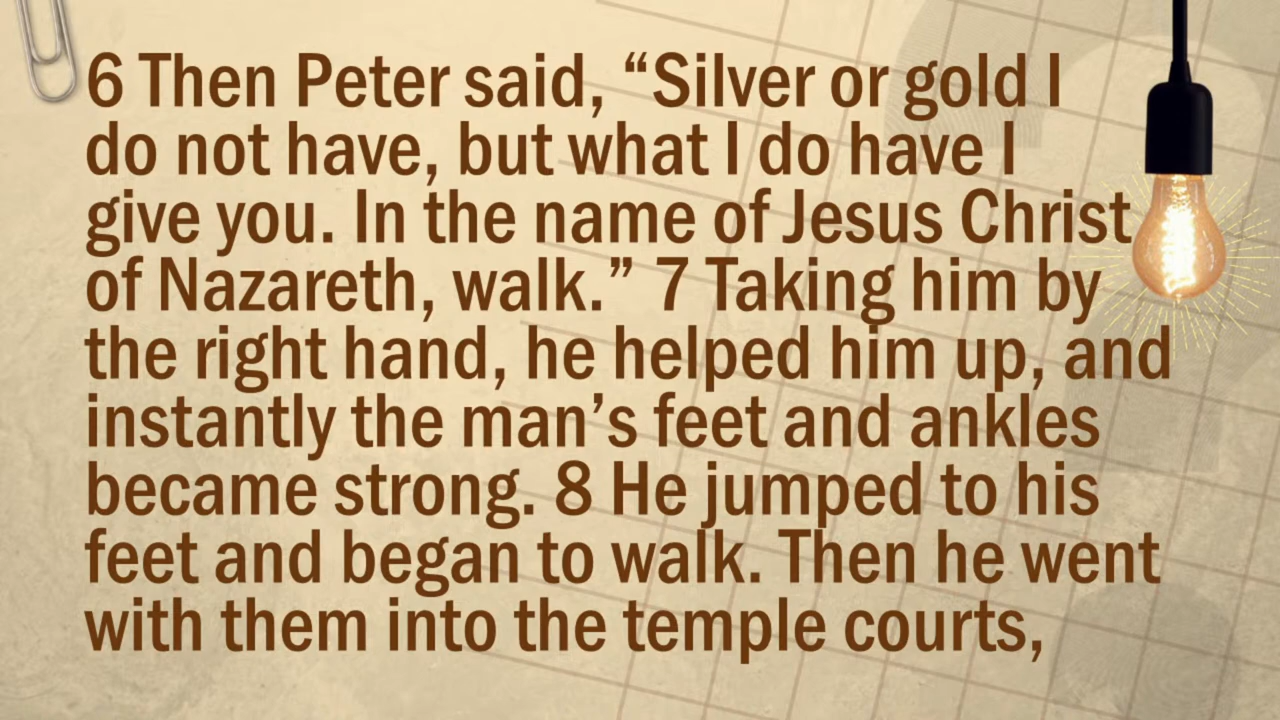 6 Then Peter said, “Silver or gold I
do not have, but what I do have I
give you. In the name of Jesus Christ
of Nazareth, walk.” 7 Taking him by
the right hand, he helped him up, and
instantly the man’s feet and ankles
became strong. 8 He jumped to his
feet and began to walk. Then he went
with them into the temple courts,